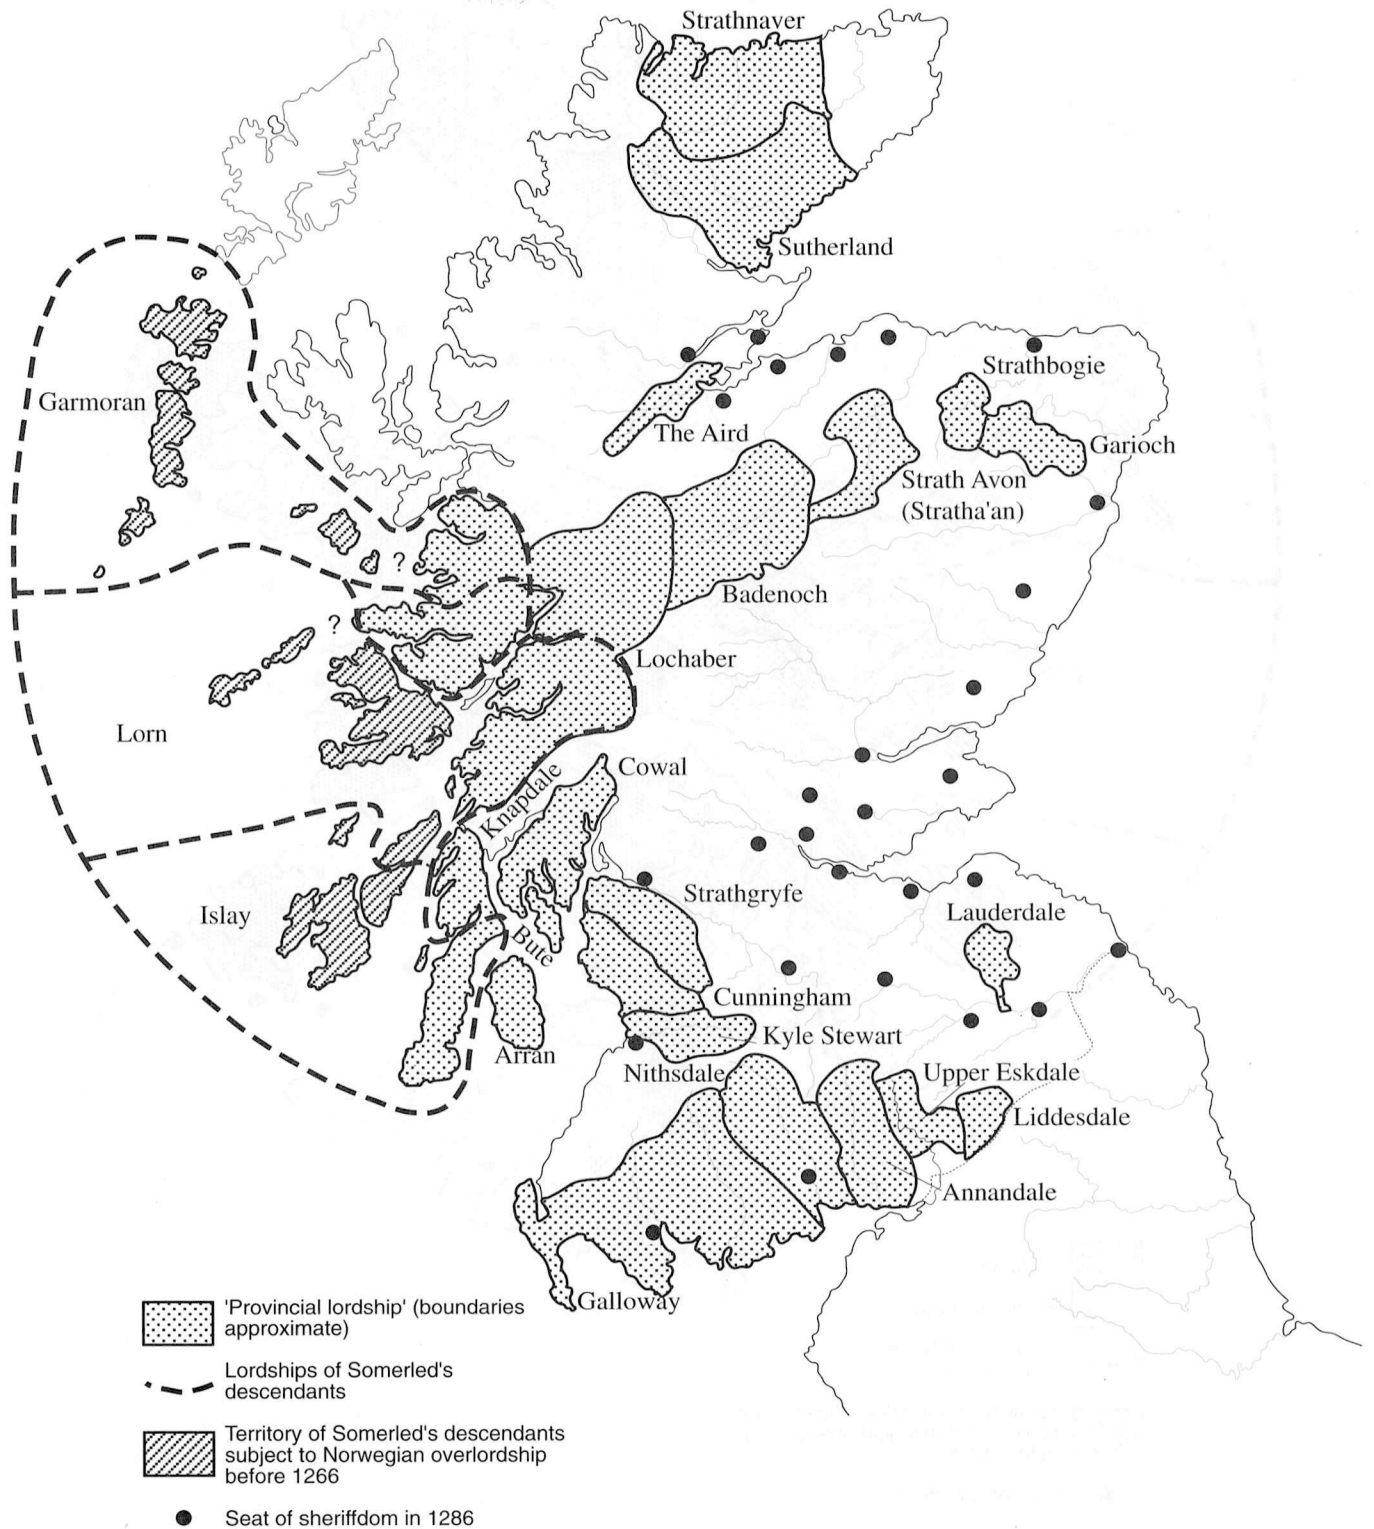 Strathnaver
Sutherland
Strathbogie
Garmoran
The Aird
Garioch
Strath Avon
(Stratha'an)
?
Badenoch
?
Lochaber
Lorn
Cowal
Knapdale
Strathgryfe
Islay
Lauderdale
Bute
Cunningham
Kyle Stewart
Arran
Nithsdale
Upper Eskdale
Liddesdale
Annandale
Galloway
'Provincial lordship' (boundaries
approximate)
Lordships of Somerled's
descendants
Territory of Somerled's descendants
subject to Norwegian overlordship
before 1266
Seat of sheriffdom in 1286